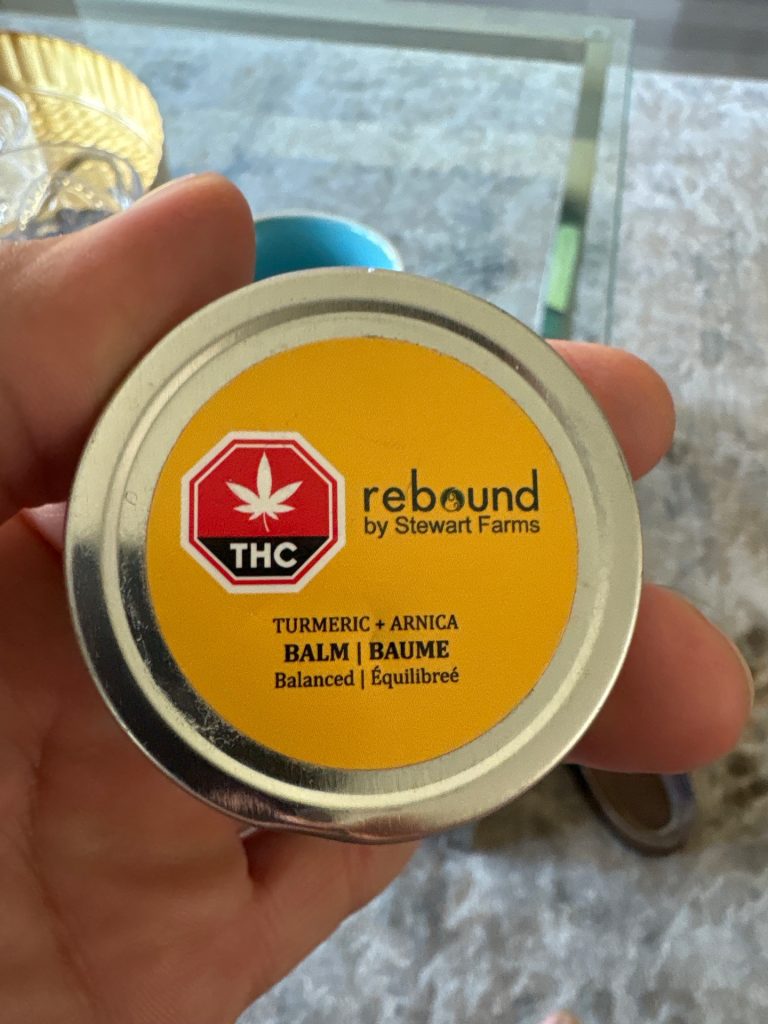 THC
rebound
by Stewart Farms
TURMERIC + ARNICA
BALM | BAUME
Balanced | Équilibreé